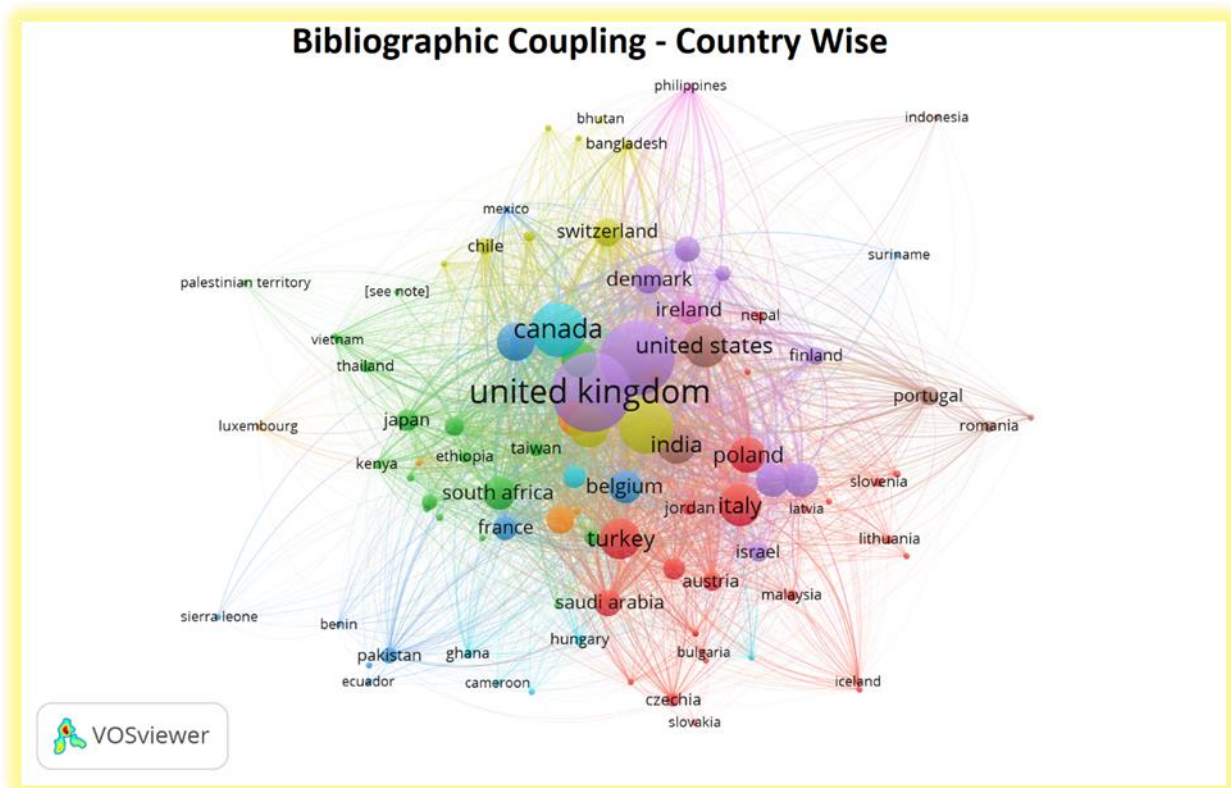 Bibliographic Coupling - Country Wise
philippines
indonesia
bhutan
bangladesh
mexico
switzerland
chile
suriname
denmark
palestinian territory
[see note]
ireland
nepal
canada
united states
vietnam
finland
thailand
united kingdom
portugal
japan
luxembourg
romania
taiwan
india
ethiopia
poland
kenya
slovenia
belgium
south africa
jordan
italy
latvia
france
turkey
lithuania
israel
austria
malaysia
saudi arabia
sierra leone
benin
hungary
pakistan
ghana
bulgaria
ecuador
cameroon
iceland
czechia
slovakia
VOSviewer